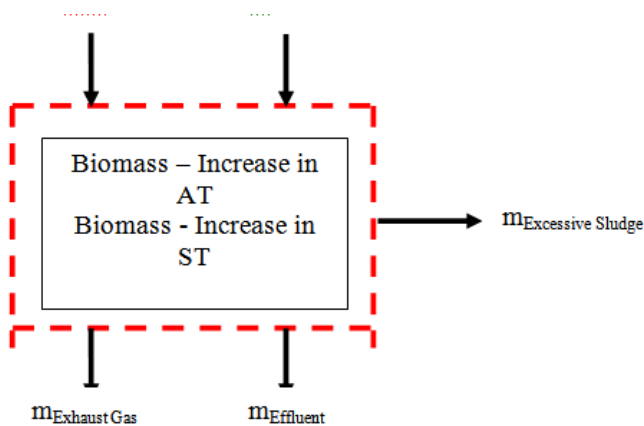 Biomass – Increase in
AT
Biomass - Increase in
ST
mExcessive Sludge
mExhaust Gas
mEffluent